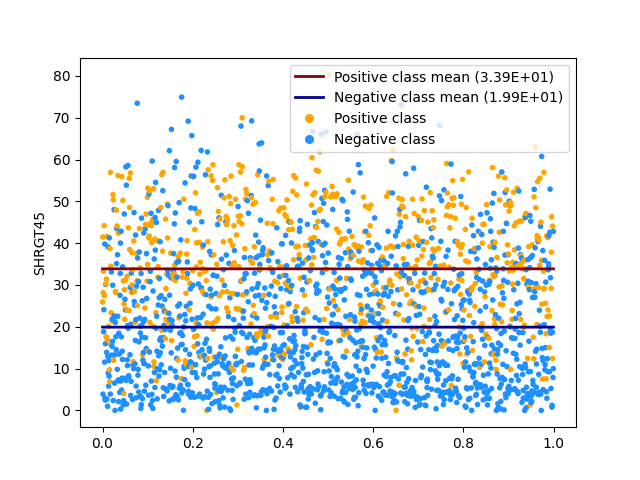 Positive class mean (3.39E+01)
Negative class mean (1.99E+01)
Positive class
Negative class
SHRGT45
80
70
60
50
40
30
20
10
0
0.0 0.2 0.4 0.6 0.8 1.0